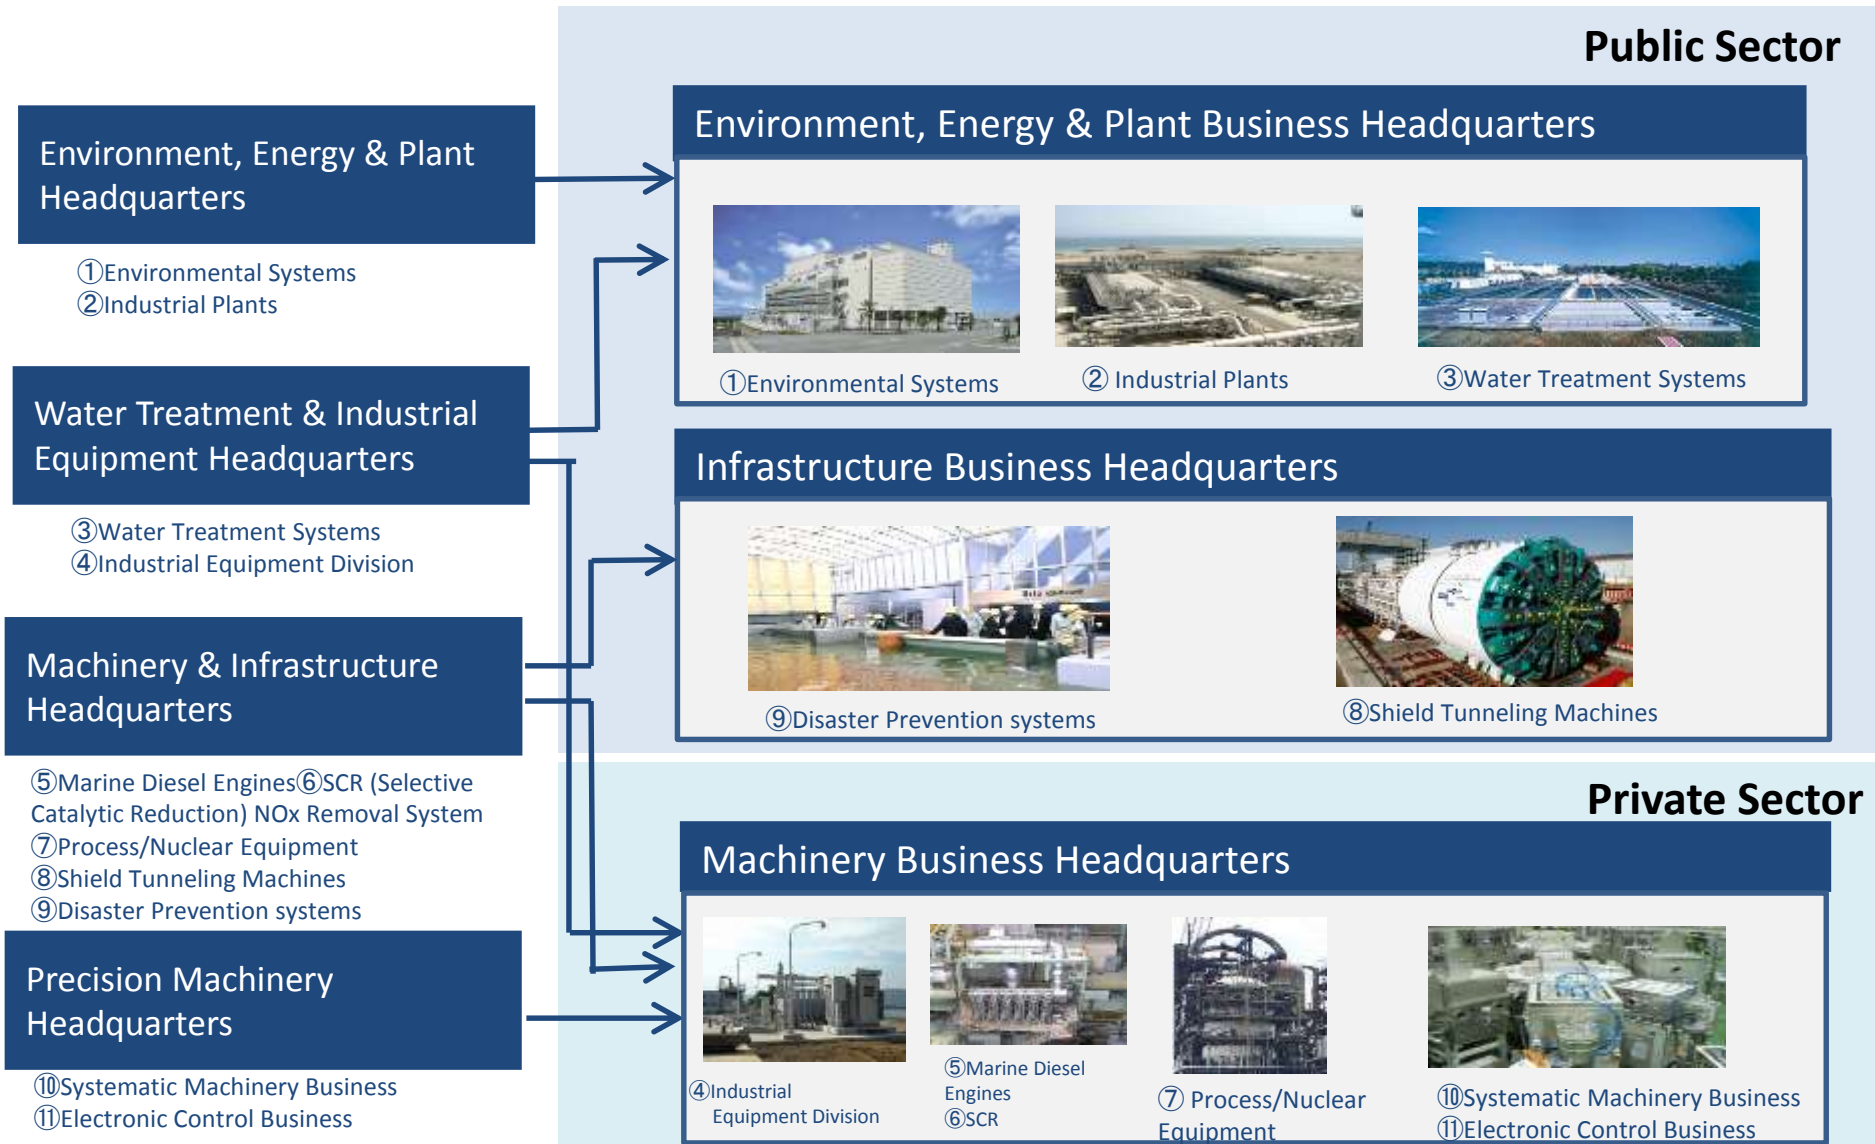 Public Sector
Environment, Energy & Plant Business Headquarters
Environment, Energy & Plant
Headquarters
①Environmental Systems
②Industrial Plants
①Environmental Systems
② Industrial Plants
③Water Treatment Systems
Water Treatment & Industrial
Equipment Headquarters
③Water Treatment Systems
④Industrial Equipment Division
Infrastructure Business Headquarters
⑨Disaster Prevention systems
⑧Shield Tunneling Machines
Machinery & Infrastructure
Headquarters
⑤Marine Diesel Engines⑥SCR (Selective
Catalytic Reduction) NOx Removal System
⑦Process/Nuclear Equipment
⑧Shield Tunneling Machines
⑨Disaster Prevention systems
Private Sector
Machinery Business Headquarters
Precision Machinery
Headquarters
⑩Systematic Machinery Business
⑪Electronic Control Business
④Industrial
Equipment Division
⑤Marine Diesel
Engines
⑥SCR
⑦ Process/Nuclear
Equipment
⑩Systematic Machinery Business
⑪Electronic Control Business